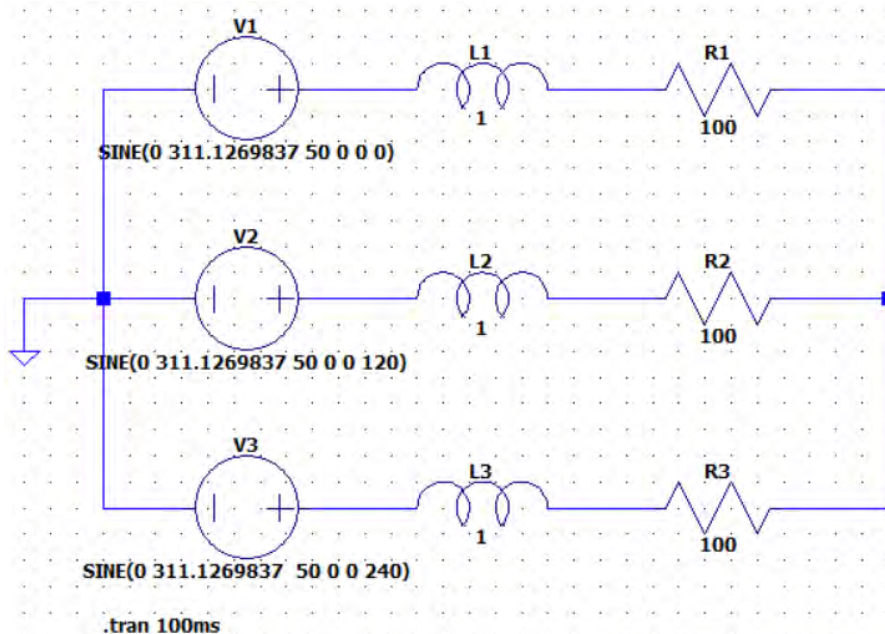 V1
L1
R1
1
100
SINE(0 311.1269837 50 0 0 0)
V2
L2
R2
1
100
SINE(0 311.1269837 50 0 0 120)
V3
L3
R3
1
100
SINE(0 311.1269837  50 0 0 240)
.tran 100ms